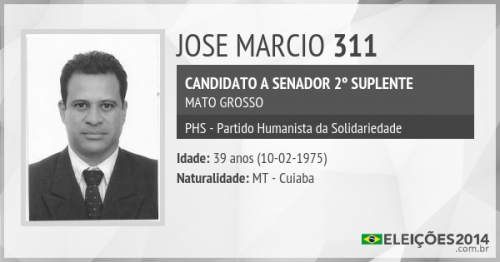 JOSE MARCIO 311
CANDIDATO A SENADOR 2º SUPLENTE
MATO GROSSO
PHS - Partido Humanista da Solidariedade
Idade: 39 anos (10-02-1975)
Naturalidade: MT - Cuiaba
ELEIÇÕES2014
.com.br